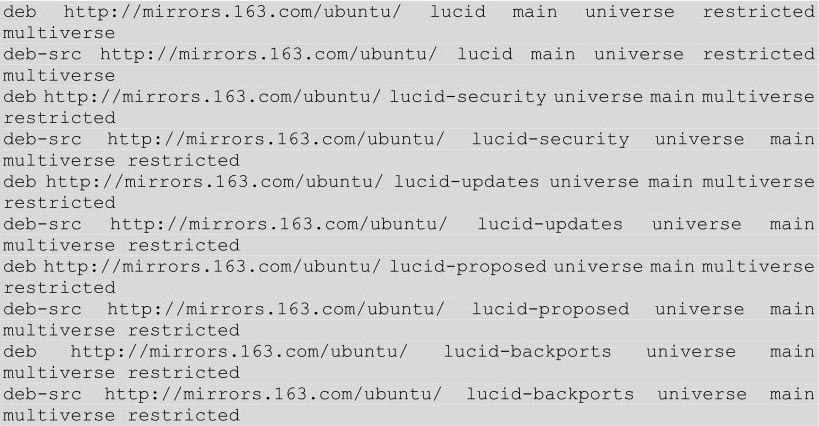 deb http://mirrors.163.com/ubuntu/ lucid main universe restricted
multiverse
deb-src http://mirrors.163.com/ubuntu/ lucid main universe restricted
multiverse
deb http://mirrors.163.com/ubuntu/ lucid-security universe main multiverse
restricted
deb-src http://mirrors.163.com/ubuntu/ lucid-security universe main
multiverse restricted
deb http://mirrors.163.com/ubuntu/ lucid-updates universe main multiverse
restricted
deb-src http://mirrors.163.com/ubuntu/ lucid-updates universe main
multiverse restricted
deb http://mirrors.163.com/ubuntu/ lucid-proposed universe main multiverse
restricted
deb-src http://mirrors.163.com/ubuntu/ lucid-proposed universe main
multiverse restricted
deb http://mirrors.163.com/ubuntu/ lucid-backports universe main
multiverse restricted
deb-src http://mirrors.163.com/ubuntu/ lucid-backports universe main
multiverse restricted